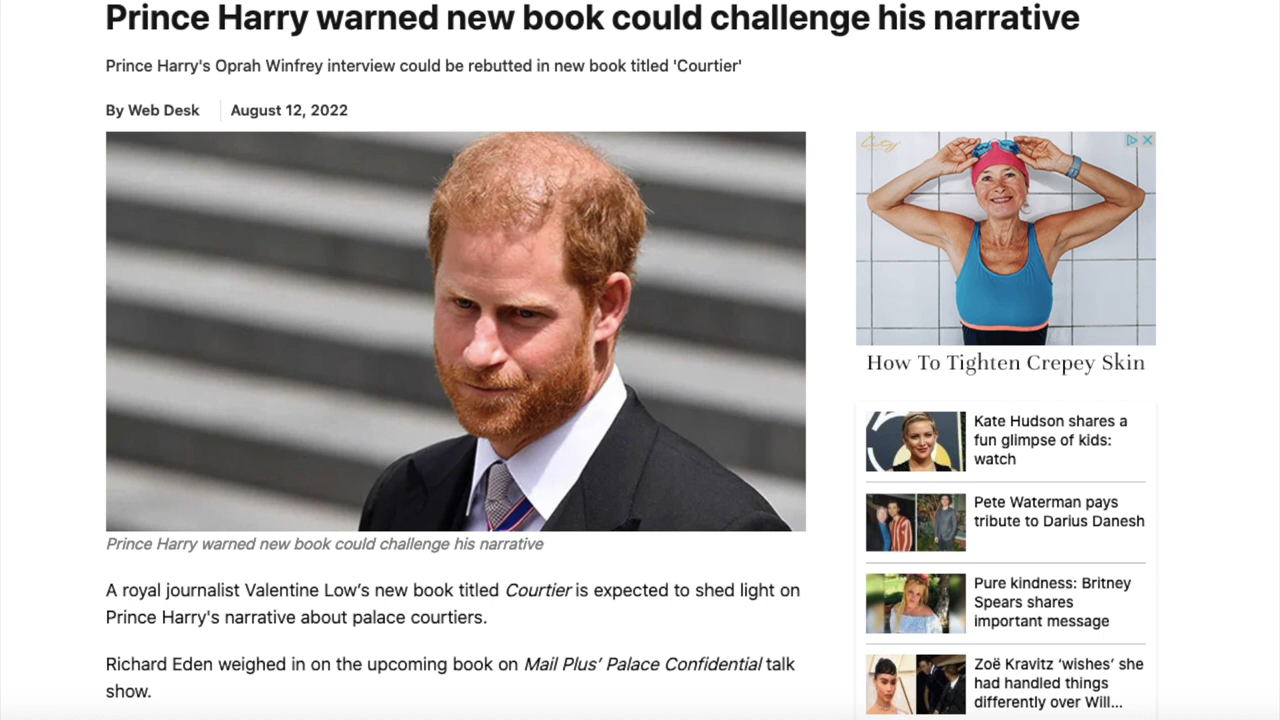 Prince Harry warned new book could challenge his narrative
Prince Harry's Oprah Winfrey interview could be rebutted in new book titled 'Courtier'
By Web Desk
August 12, 2022
Prince Harry warned new book could challenge his narrative
A royal journalist Valentine Low’s new book titled Courtier is expected to shed light on
Prince Harry's narrative about palace courtiers.
Richard Eden weighed in on the upcoming book on Mail Plus’ Palace Confidential talk
show.
How To Tighten Crepey Skin
Kate Hudson shares a
fun glimpse of kids:
watch
Pete Waterman pays
tribute to Darius Danesh
Pure kindness: Britney
Spears shares
important message
Zoë Kravitz ‘wishes’ she
had handled things
differently over Will...